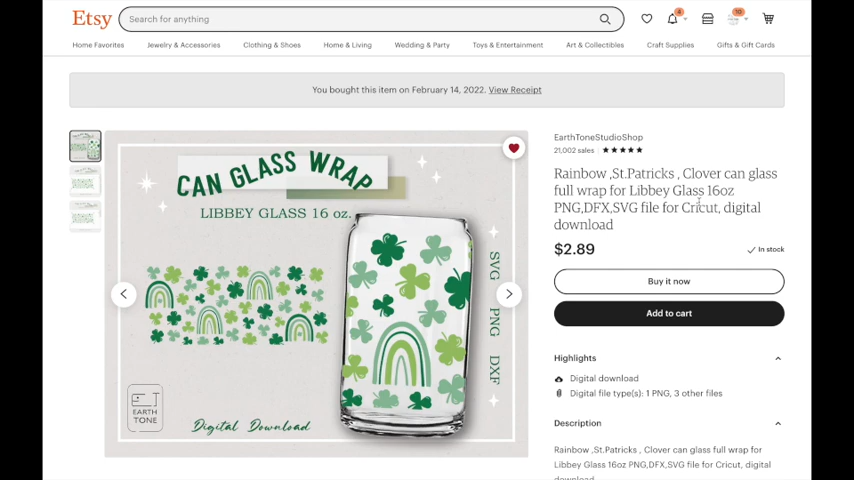 Etsy
Search for anything
4
10
Home Favorites
Jewelry & Accessories
Clothing & Shoes
Home & Living
Wedding & Party
Toys & Entertainment
Art & Collectibles
Craft Supplies
Gifts & Gift Cards
You bought this item on February 14, 2022. View Receipt
CAN GLASS WRAP
LIBBEY GLASS 16 oz.
SVG
PNG
DXF
EARTH
TONE
Digital Download
EarthToneStudioShop
21,002 sales
Rainbow ,St.Patricks , Clover can glass
full wrap for Libbey Glass 16oz
PNG,DFX,SVG file for Cricut, digital
download
$2.89
In stock
Buy it now
Add to cart
Highlights
Digital download
Digital file type(s): 1 PNG, 3 other files
Description
Rainbow ,St.Patricks , Clover can glass full wrap for
Libbey Glass 16oz PNG,DFX,SVG file for Cricut, digital
download